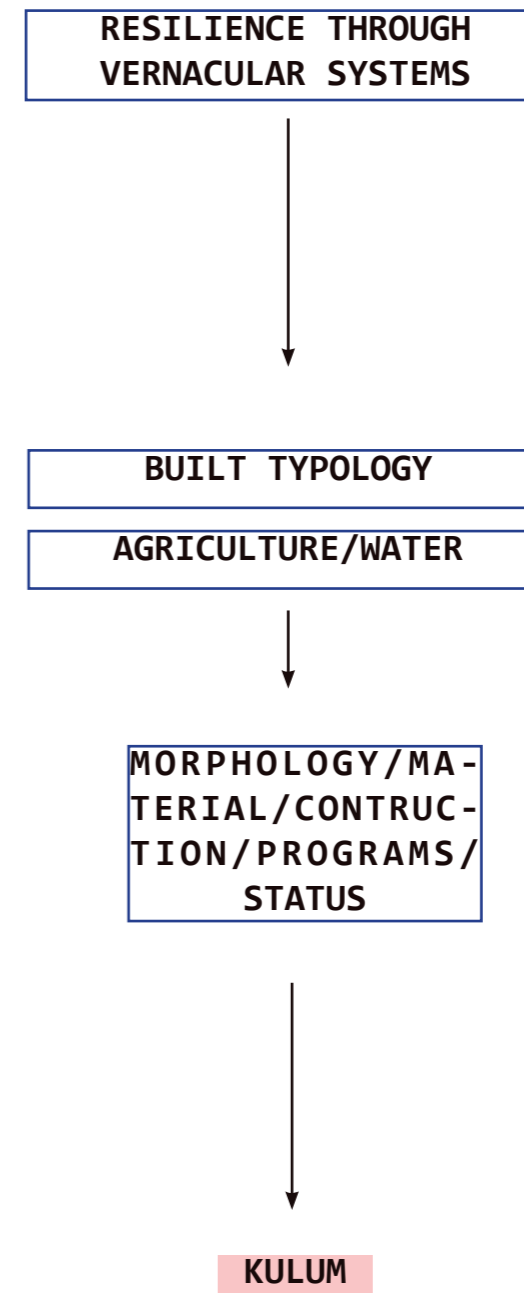 RESILIENCE THROUGH
VERNACULAR SYSTEMS
BUILT TYPOLOGY
AGRICULTURE/WATER
MORPHOLOGY/MA-
TERIAL/CONTRUC-
TION/PROGRAMS/
STATUS
KULUM